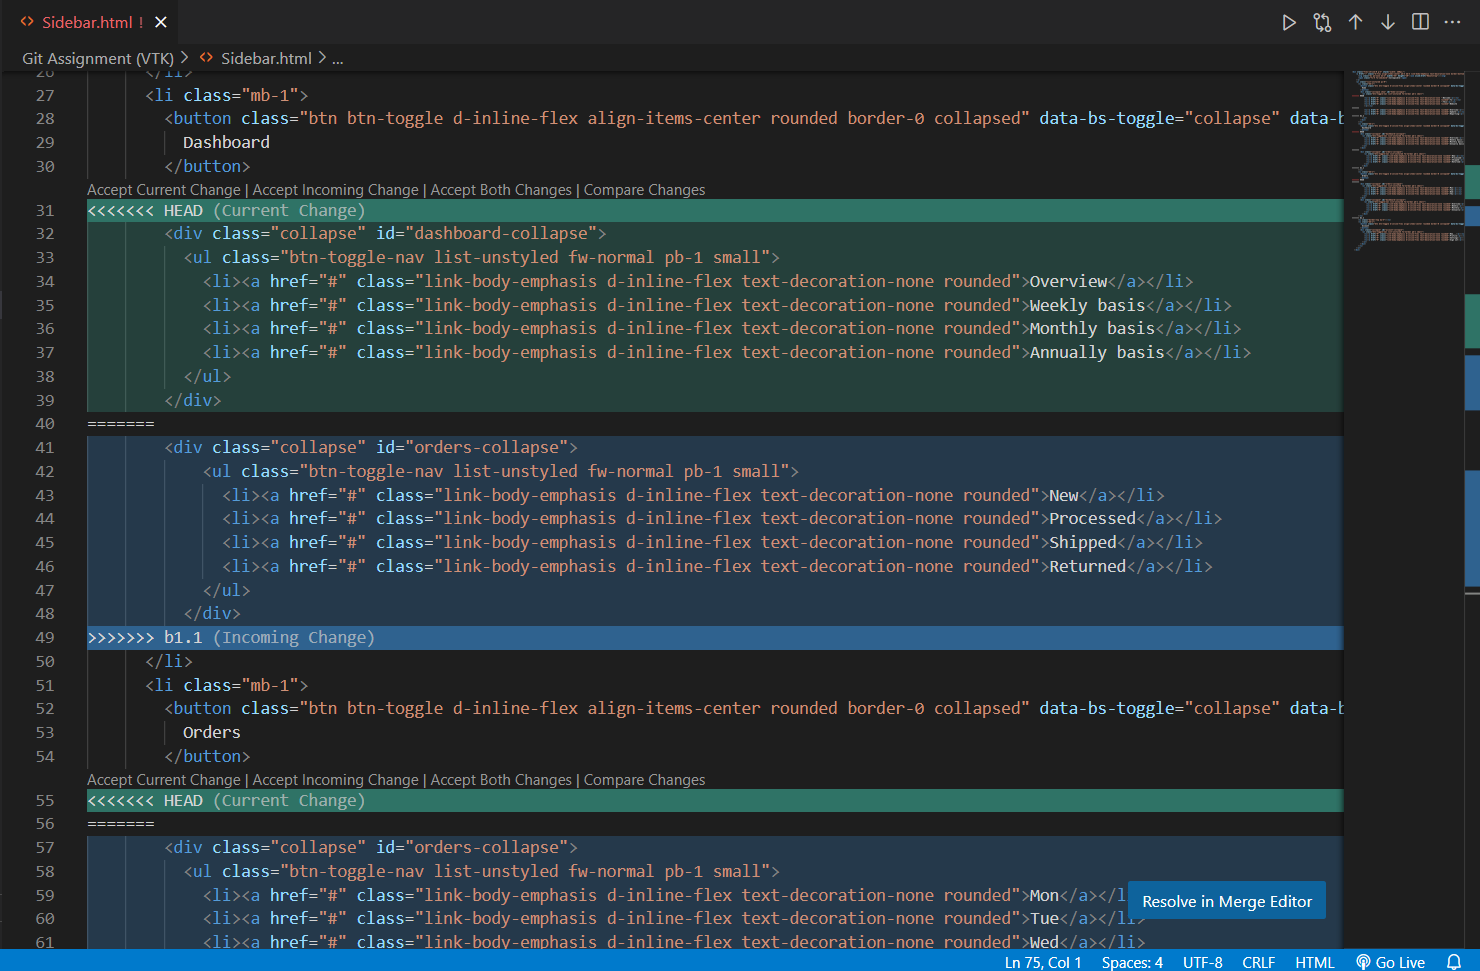 Sidebar.html !
Git Assignment (VTK) > Sidebar.html > ...
26 </li>
27 <li class="mb-1">
28 <button class="btn btn-toggle d-inline-flex align-items-center rounded border-0 collapsed" data-bs-toggle="collapse" data-b
29 Dashboard
30 </button>
Accept Current Change | Accept Incoming Change | Accept Both Changes | Compare Changes
31 <<<<<<< HEAD (Current Change)
32 <div class="collapse" id="dashboard-collapse">
33 <ul class="btn-toggle-nav list-unstyled fw-normal pb-1 small">
34 <li><a href="#" class="link-body-emphasis d-inline-flex text-decoration-none rounded">Overview</a></li>
35 <li><a href="#" class="link-body-emphasis d-inline-flex text-decoration-none rounded">Weekly basis</a></li>
36 <li><a href="#" class="link-body-emphasis d-inline-flex text-decoration-none rounded">Monthly basis</a></li>
37 <li><a href="#" class="link-body-emphasis d-inline-flex text-decoration-none rounded">Annually basis</a></li>
38 </ul>
39 </div>
40 =======
41 <div class="collapse" id="orders-collapse">
42 <ul class="btn-toggle-nav list-unstyled fw-normal pb-1 small">
43 <li><a href="#" class="link-body-emphasis d-inline-flex text-decoration-none rounded">New</a></li>
44 <li><a href="#" class="link-body-emphasis d-inline-flex text-decoration-none rounded">Processed</a></li>
45 <li><a href="#" class="link-body-emphasis d-inline-flex text-decoration-none rounded">Shipped</a></li>
46 <li><a href="#" class="link-body-emphasis d-inline-flex text-decoration-none rounded">Returned</a></li>
47 </ul>
48 </div>
49 >>>>>>> b1.1 (Incoming Change)
50 </li>
51 <li class="mb-1">
52 <button class="btn btn-toggle d-inline-flex align-items-center rounded border-0 collapsed" data-bs-toggle="collapse" data-b
53 Orders
54 </button>
Accept Current Change | Accept Incoming Change | Accept Both Changes | Compare Changes
55 <<<<<<< HEAD (Current Change)
56 =======
57 <div class="collapse" id="orders-collapse">
58 <ul class="btn-toggle-nav list-unstyled fw-normal pb-1 small">
59 <li><a href="#" class="link-body-emphasis d-inline-flex text-decoration-none rounded">Mon</a></l
Resolve in Merge Editor
60 <li><a href="#" class="link-body-emphasis d-inline-flex text-decoration-none rounded">Tue</a></li>
61 <li><a href="#" class="link-body-emphasis d-inline-flex text-decoration-none rounded">Wed</a></li>
Ln 75, Col 1 Spaces: 4 UTF-8 CRLF HTML Go Live